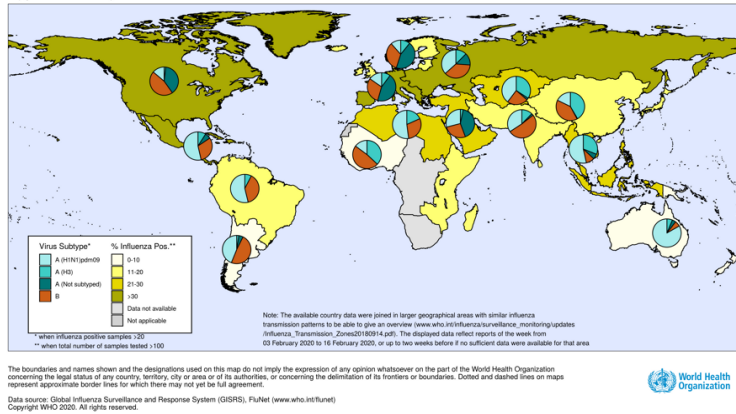 Virus Subtype*
A (H1N1)pdm09
A (H3)
A (Not subtyped)
B
% Influenza Pos.**
0-10
11-20
21-30
>30
Data not available
Not applicable
* when influenza positive samples >20
** when total number of samples tested >100
Note: The available country data were joined in larger geographical areas with similar influenza
transmission patterns to be able to give an overview (www.who.int/influenza/surveillance_monitoring/updates
/Influenza_Transmission_Zones20180914.pdf). The displayed data reflect reports of the week from
03 February 2020 to 16 February 2020, or up to two weeks before if no sufficient data were available for that area
The boundaries and names shown and the designations used on this map do not imply the expression of any opinion whatsoever on the part of the World Health Organization
concerning the legal status of any country, territory, city or area or of its authorities, or concerning the delimitation of its frontiers or boundaries. Dotted and dashed lines on maps
represent approximate border lines for which there may not yet be full agreement.
World Health
Organization
Data source: Global Influenza Surveillance and Response System (GISRS), FluNet (www.who.int/flunet)
Copyright WHO 2020. All rights reserved.